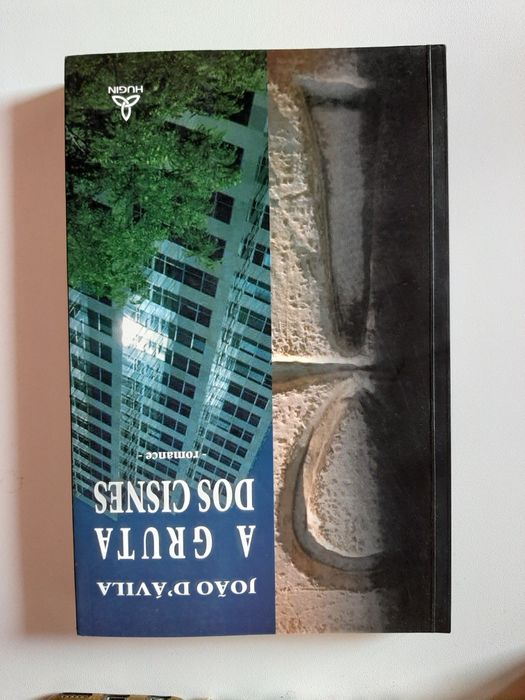 JOÃO D'ÁVILA
A GRUTA
DOS CISNES
- romance -
HUGIN